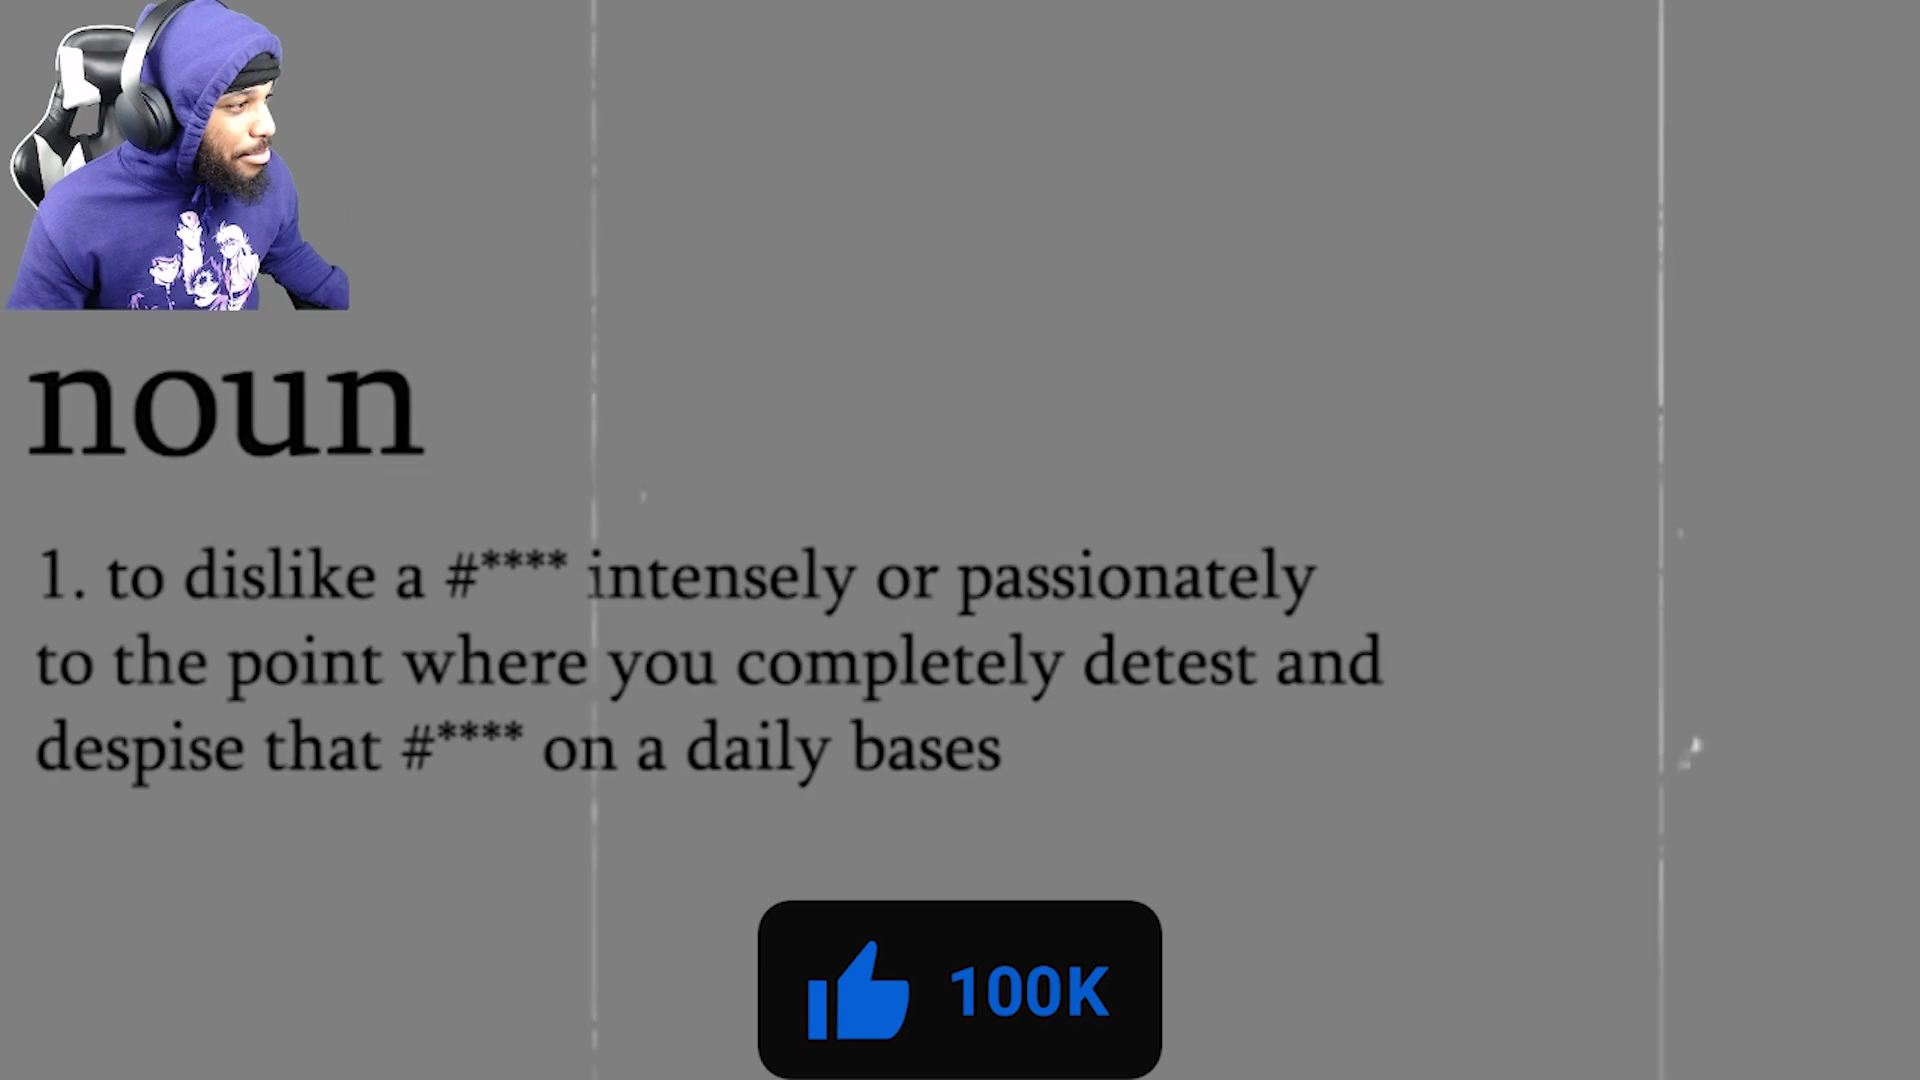 noun
1. to dislike a #**** intensely or passionately
to the point where you completely detest and
despise that #**** on a daily bases
100K